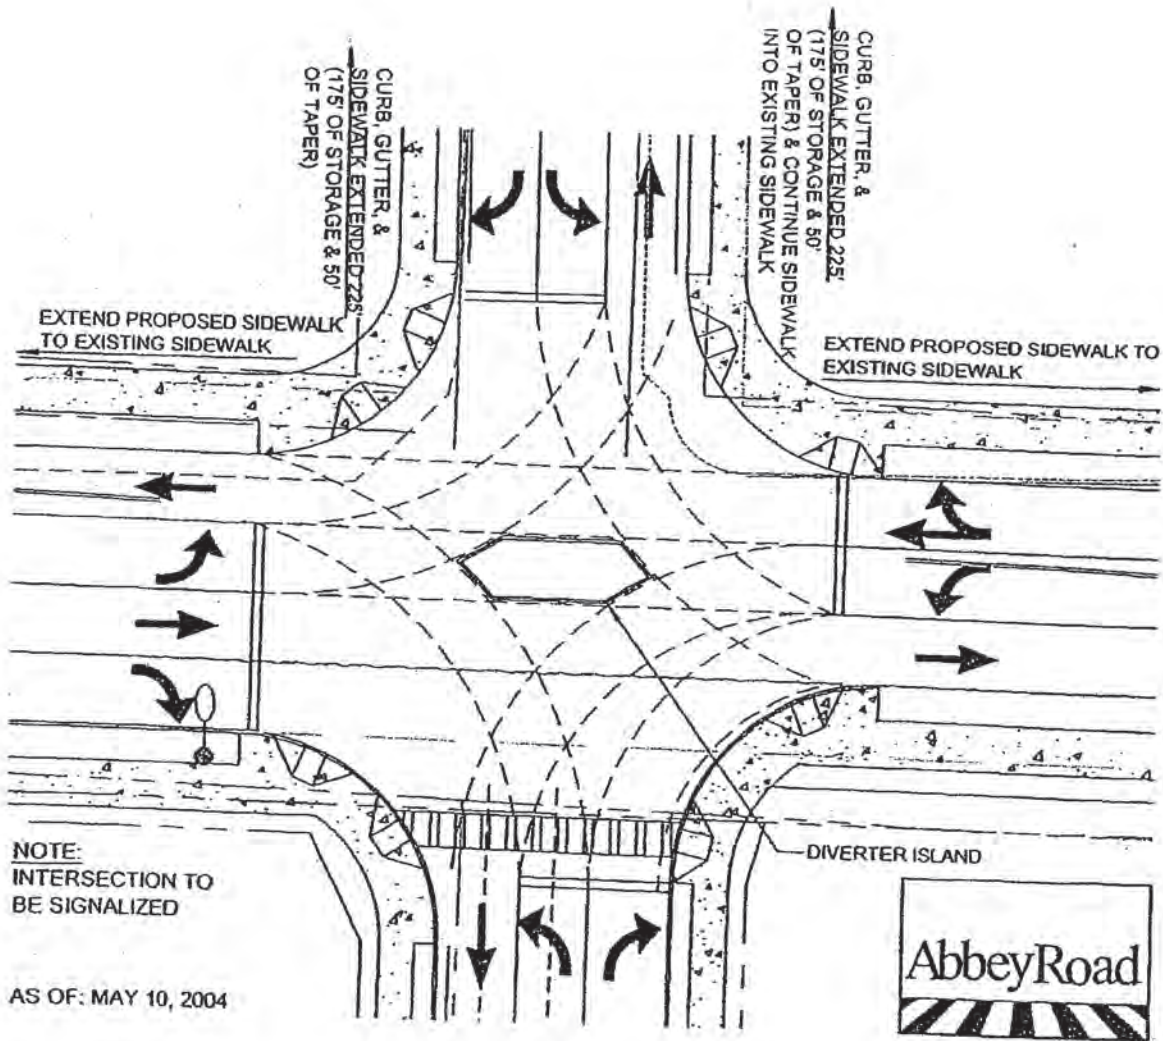 CURB, GUTTER, &
SIDEWALK EXTENDED 225'
(175' OF STORAGE & 50'
OF TAPER)
CURB, GUTTER, &
SIDEWALK EXTENDED 225'
(175' OF STORAGE & 50'
OF TAPER) & CONTINUE SIDEWALK
INTO EXISTING SIDEWALK
EXTEND PROPOSED SIDEWALK
TO EXISTING SIDEWALK
EXTEND PROPOSED SIDEWALK TO
EXISTING SIDEWALK
DIVERTER ISLAND
NOTE:
INTERSECTION TO
BE SIGNALIZED
AS OF: MAY 10, 2004
AbbeyRoad